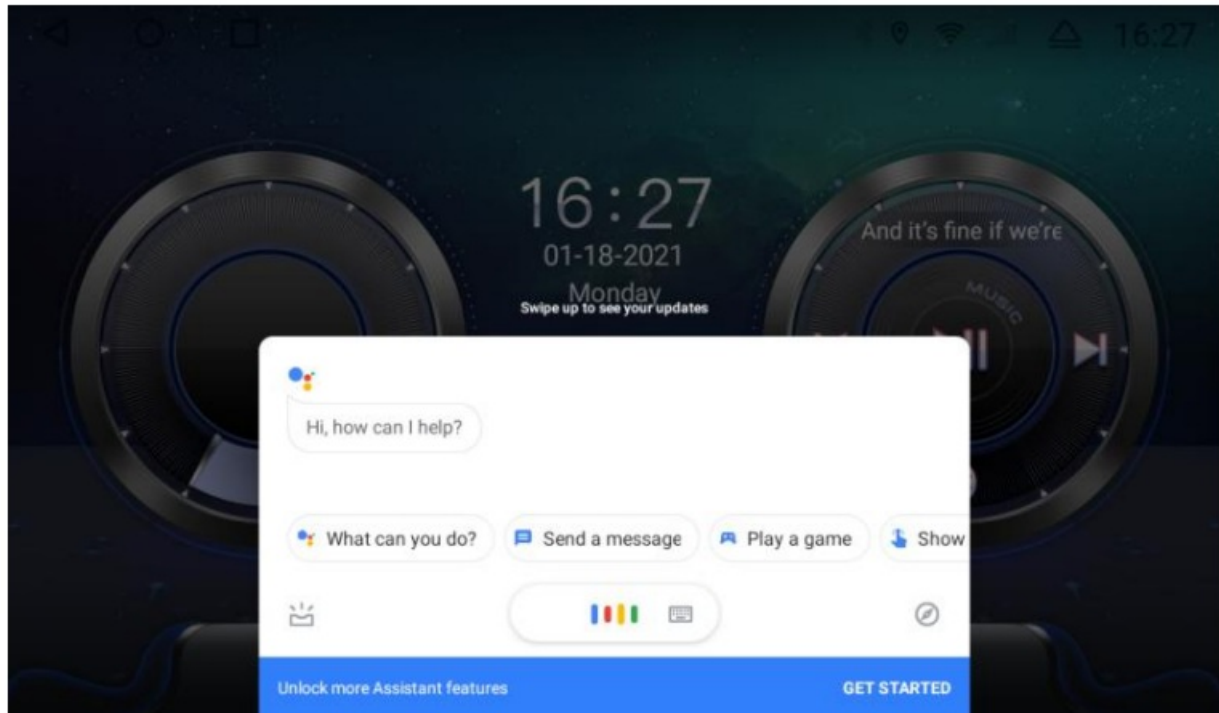 16:27
16:27
01-18-2021
Monday
And it's fine if we're
MUSIC
Swipe up to see your updates
Hi, how can I help?
What can you do?
Send a message
Play a game
Show
Unlock more Assistant features
GET STARTED